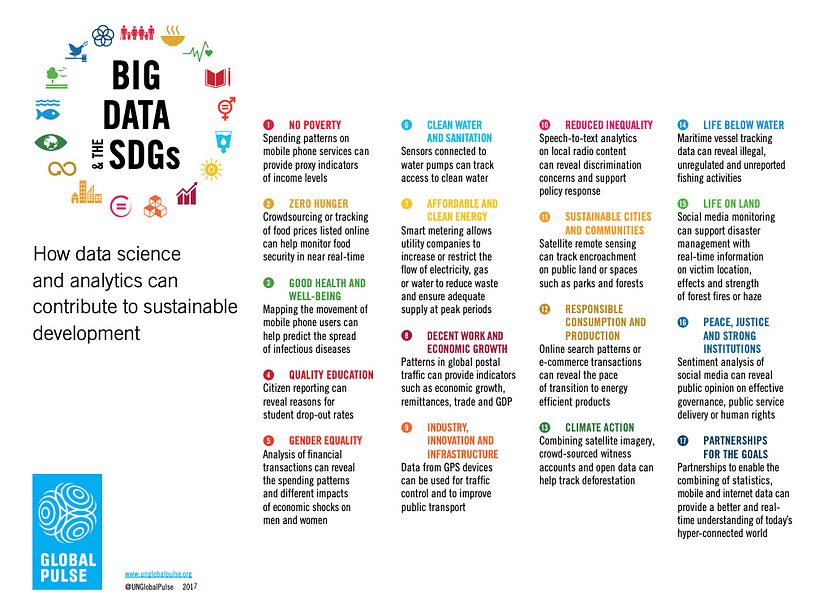 BIG
DATA
& THE
SDGs
How data science
and analytics can
contribute to sustainable
development
GLOBAL
PULSE
www.unglobalpulse.org
@UNGlobalPulse 2017
1 NO POVERTY
Spending patterns on
mobile phone services can
provide proxy indicators
of income levels
2 ZERO HUNGER
Crowdsourcing or tracking
of food prices listed online
can help monitor food
security in near real-time
3 GOOD HEALTH AND
WELL-BEING
Mapping the movement of
mobile phone users can
help predict the spread
of infectious diseases
4 QUALITY EDUCATION
Citizen reporting can
reveal reasons for
student drop-out rates
5 GENDER EQUALITY
Analysis of financial
transactions can reveal
the spending patterns
and different impacts
of economic shocks on
men and women
6 CLEAN WATER
AND SANITATION
Sensors connected to
water pumps can track
access to clean water
7 AFFORDABLE AND
CLEAN ENERGY
Smart metering allows
utility companies to
increase or restrict the
flow of electricity, gas
or water to reduce waste
and ensure adequate
supply at peak periods
8 DECENT WORK AND
ECONOMIC GROWTH
Patterns in global postal
traffic can provide indicators
such as economic growth,
remittances, trade and GDP
9 INDUSTRY,
INNOVATION AND
INFRASTRUCTURE
Data from GPS devices
can be used for traffic
control and to improve
public transport
10 REDUCED INEQUALITY
Speech-to-text analytics
on local radio content
can reveal discrimination
concerns and support
policy response
11 SUSTAINABLE CITIES
AND COMMUNITIES
Satellite remote sensing
can track encroachment
on public land or spaces
such as parks and forests
12 RESPONSIBLE
CONSUMPTION AND
PRODUCTION
Online search patterns or
e-commerce transactions
can reveal the pace
of transition to energy
efficient products
13 CLIMATE ACTION
Combining satellite imagery,
crowd-sourced witness
accounts and open data can
help track deforestation
14 LIFE BELOW WATER
Maritime vessel tracking
data can reveal illegal,
unregulated and unreported
fishing activities
15 LIFE ON LAND
Social media monitoring
can support disaster
management with
real-time information
on victim location,
effects and strength
of forest fires or haze
16 PEACE, JUSTICE
AND STRONG
INSTITUTIONS
Sentiment analysis of
social media can reveal
public opinion on effective
governance, public service
delivery or human rights
17 PARTNERSHIPS
FOR THE GOALS
Partnerships to enable the
combining of statistics,
mobile and internet data can
provide a better and real-
time understanding of today's
hyper-connected world